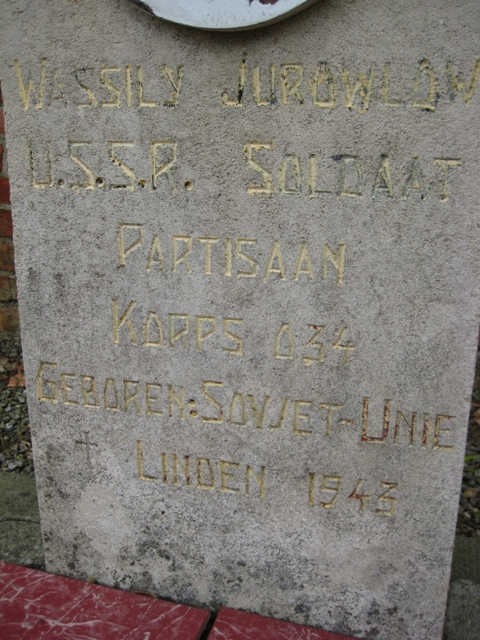 WASSILY JUROWLOW
U.S.S.R. SOLDAAT
PARTISAAN
KORPS 034
GEBOREN: SOVJET-UNIE
† LINDEN 1943